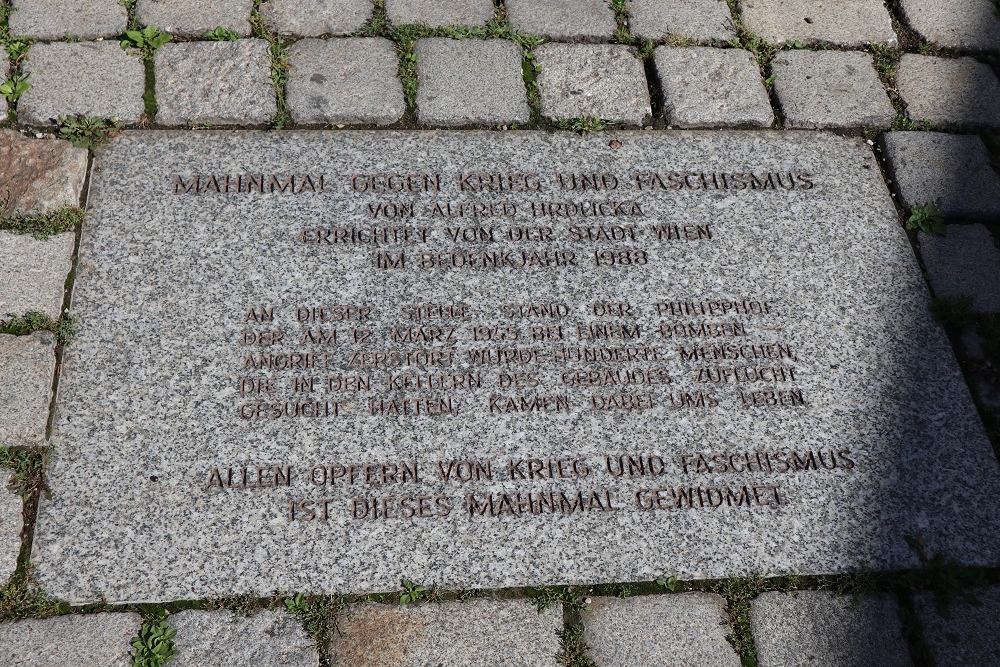 MAHNMAL GEGEN KRIEG UND FASCHISMUS
VON ALFRED HRDLICKA
ERRICHTET VON DER STADT WIEN
IM BEDENKJAHR 1988
AN DIESER STELLE STAND DER PHILIPPHOF,
DER AM 12. MÄRZ 1945 BEI EINEM BOMBEN-
ANGRIFF ZERSTÖRT WURDE. HUNDERTE MENSCHEN,
DIE IN DEN KELLERN DES GEBÄUDES ZUFLUCHT
GESUCHT HATTEN, KAMEN DABEI UMS LEBEN.
ALLEN OPFERN VON KRIEG UND FASCHISMUS
IST DIESES MAHNMAL GEWIDMET.